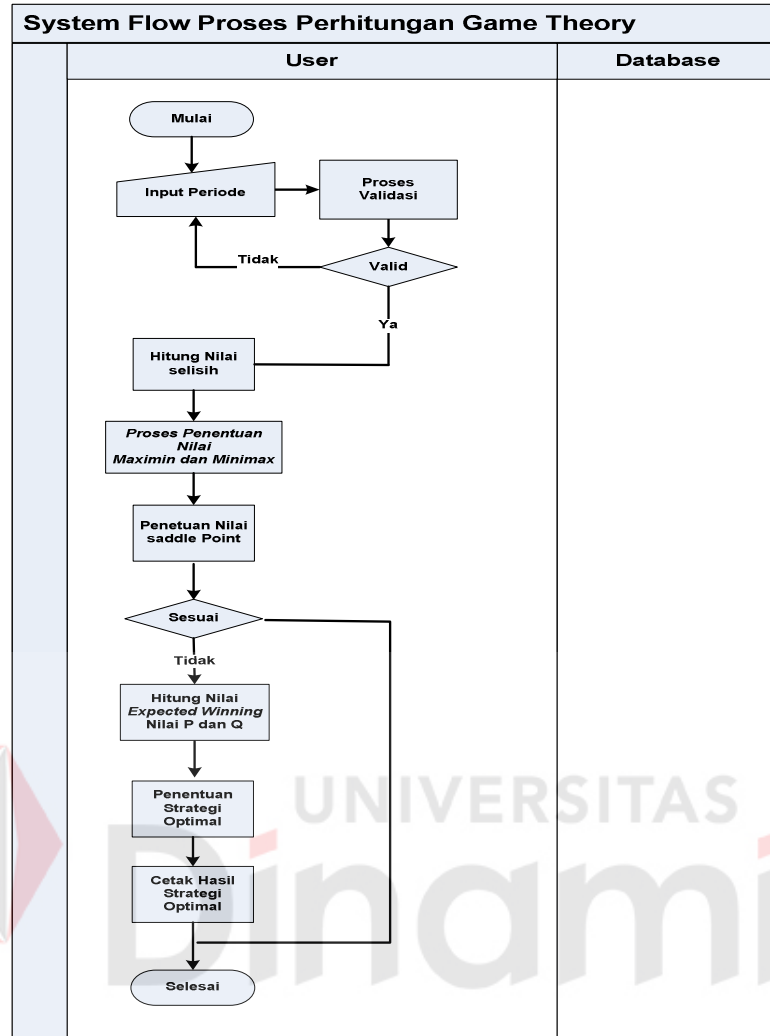 System Flow Proses Perhitungan Game Theory
User
Database
Mulai
Input Periode
Proses
Validasi
Tidak
Valid
Ya
Hitung Nilai
selisih
Proses Penentuan
Nilai
Maximin dan Minimax
Penetuan Nilai
saddle Point
Sesuai
Tidak
Hitung Nilai
Expected Winning
Nilai P dan Q
Penentuan
Strategi
Optimal
Cetak Hasil
Strategi
Optimal
Selesai
UNIVERSITAS
Dinami